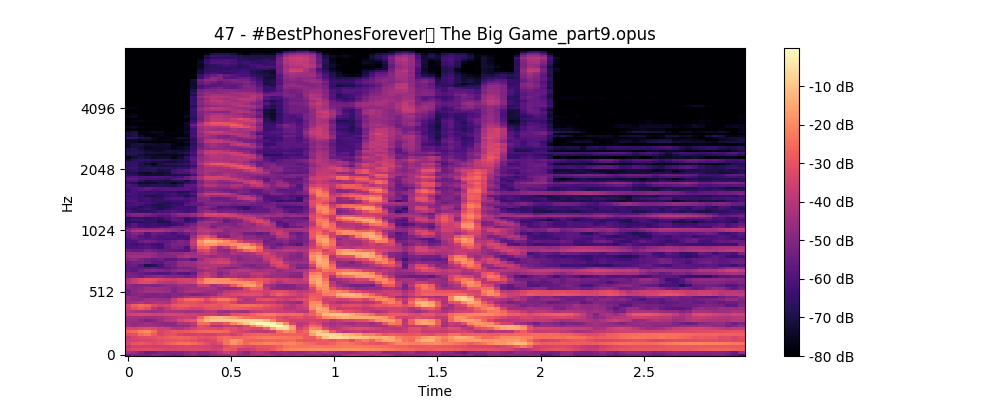 47 - #BestPhonesForever▯ The Big Game_part9.opus
4096
2048
1024
512
0
Hz
0
0.5
1
1.5
2
2.5
Time
-10 dB
-20 dB
-30 dB
-40 dB
-50 dB
-60 dB
-70 dB
-80 dB